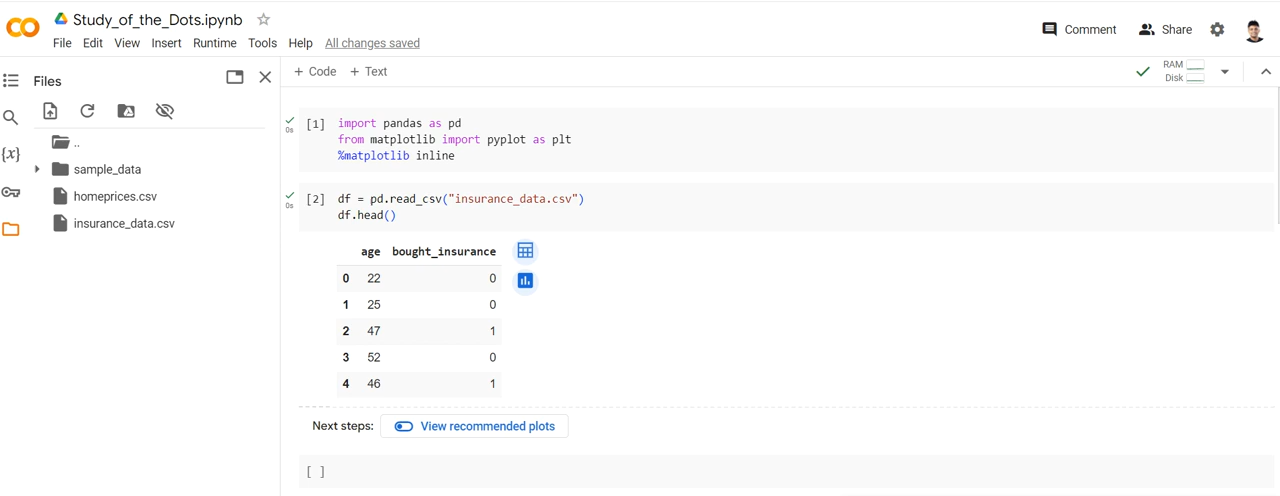 Study_of_the_Dots.ipynb
File Edit View Insert Runtime Tools Help All changes saved
Comment Share
Files
+ Code + Text
RAM
Disk
{x}
..
sample_data
homeprices.csv
insurance_data.csv
0s
[1] import pandas as pd
from matplotlib import pyplot as plt
%matplotlib inline
0s
[2] df = pd.read_csv("insurance_data.csv")
df.head()
age bought_insurance
0 22 0
1 25 0
2 47 1
3 52 0
4 46 1
Next steps: View recommended plots
[ ]